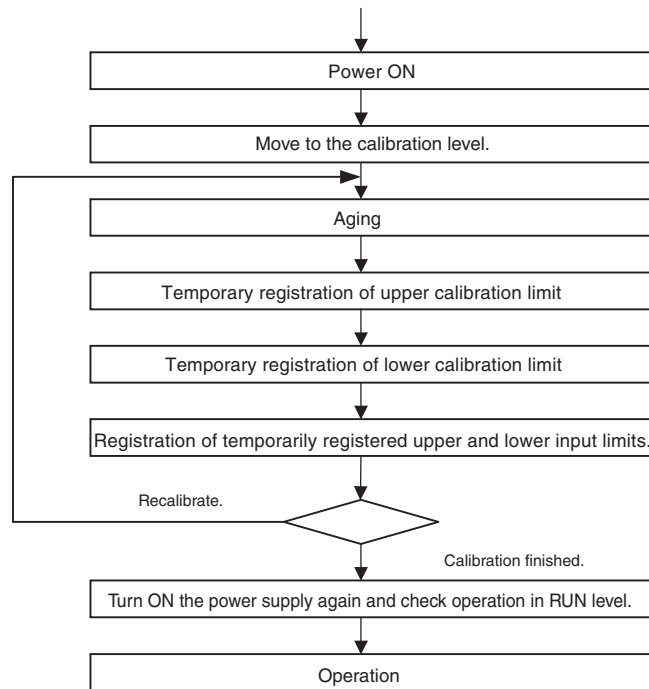 Power ON
Move to the calibration level.
Aging
Temporary registration of upper calibration limit
Temporary registration of lower calibration limit
Registration of temporarily registered upper and lower input limits.
Recalibrate.
Calibration finished.
Turn ON the power supply again and check operation in RUN level.
Operation